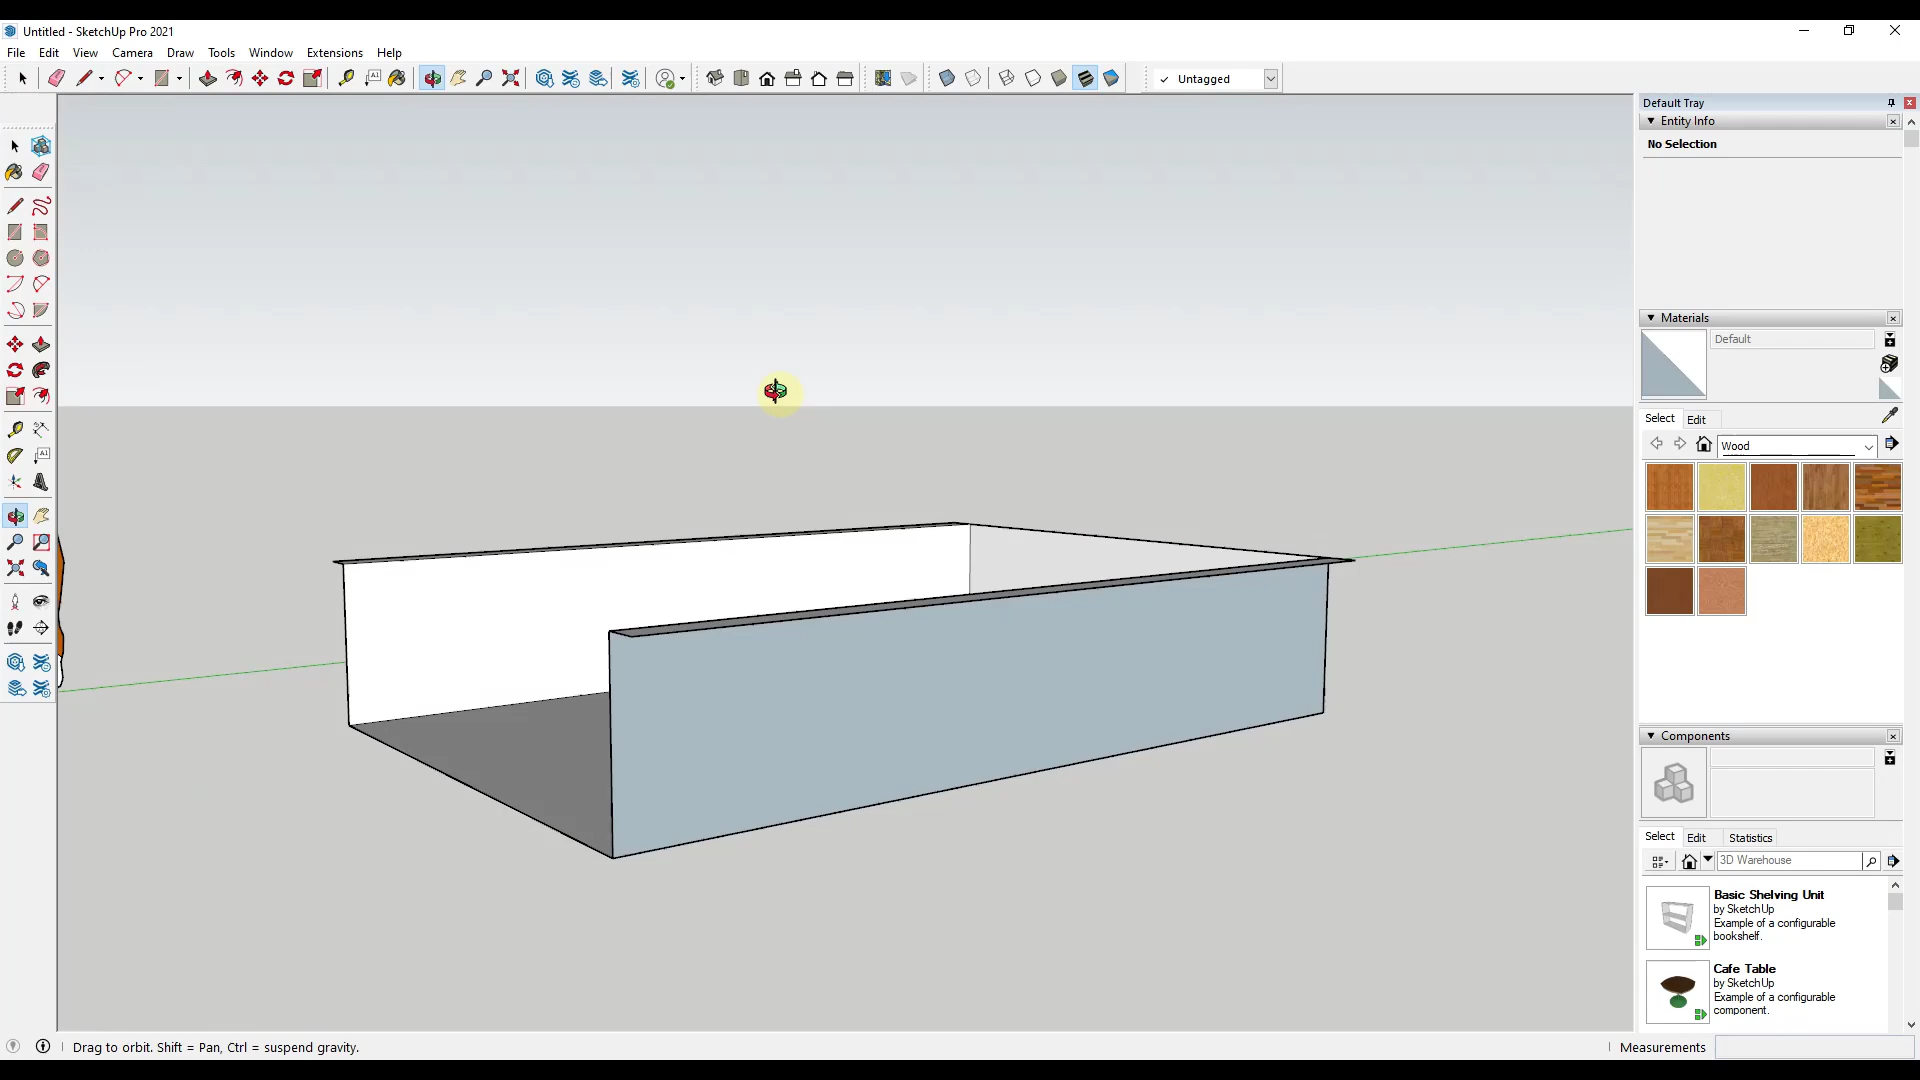 Untitled - SketchUp Pro 2021
File Edit View Camera Draw Tools Window Extensions Help
A1
Untagged
Default Tray
Entity Info
No Selection
Materials
Default
Select Edit
Wood
A1
Components
Select Edit Statistics
3D Warehouse
Basic Shelving Unit
by SketchUp
Example of a configurable
bookshelf.
Cafe Table
by SketchUp
Example of a configurable
component.
Drag to orbit. Shift = Pan, Ctrl = suspend gravity.
Measurements